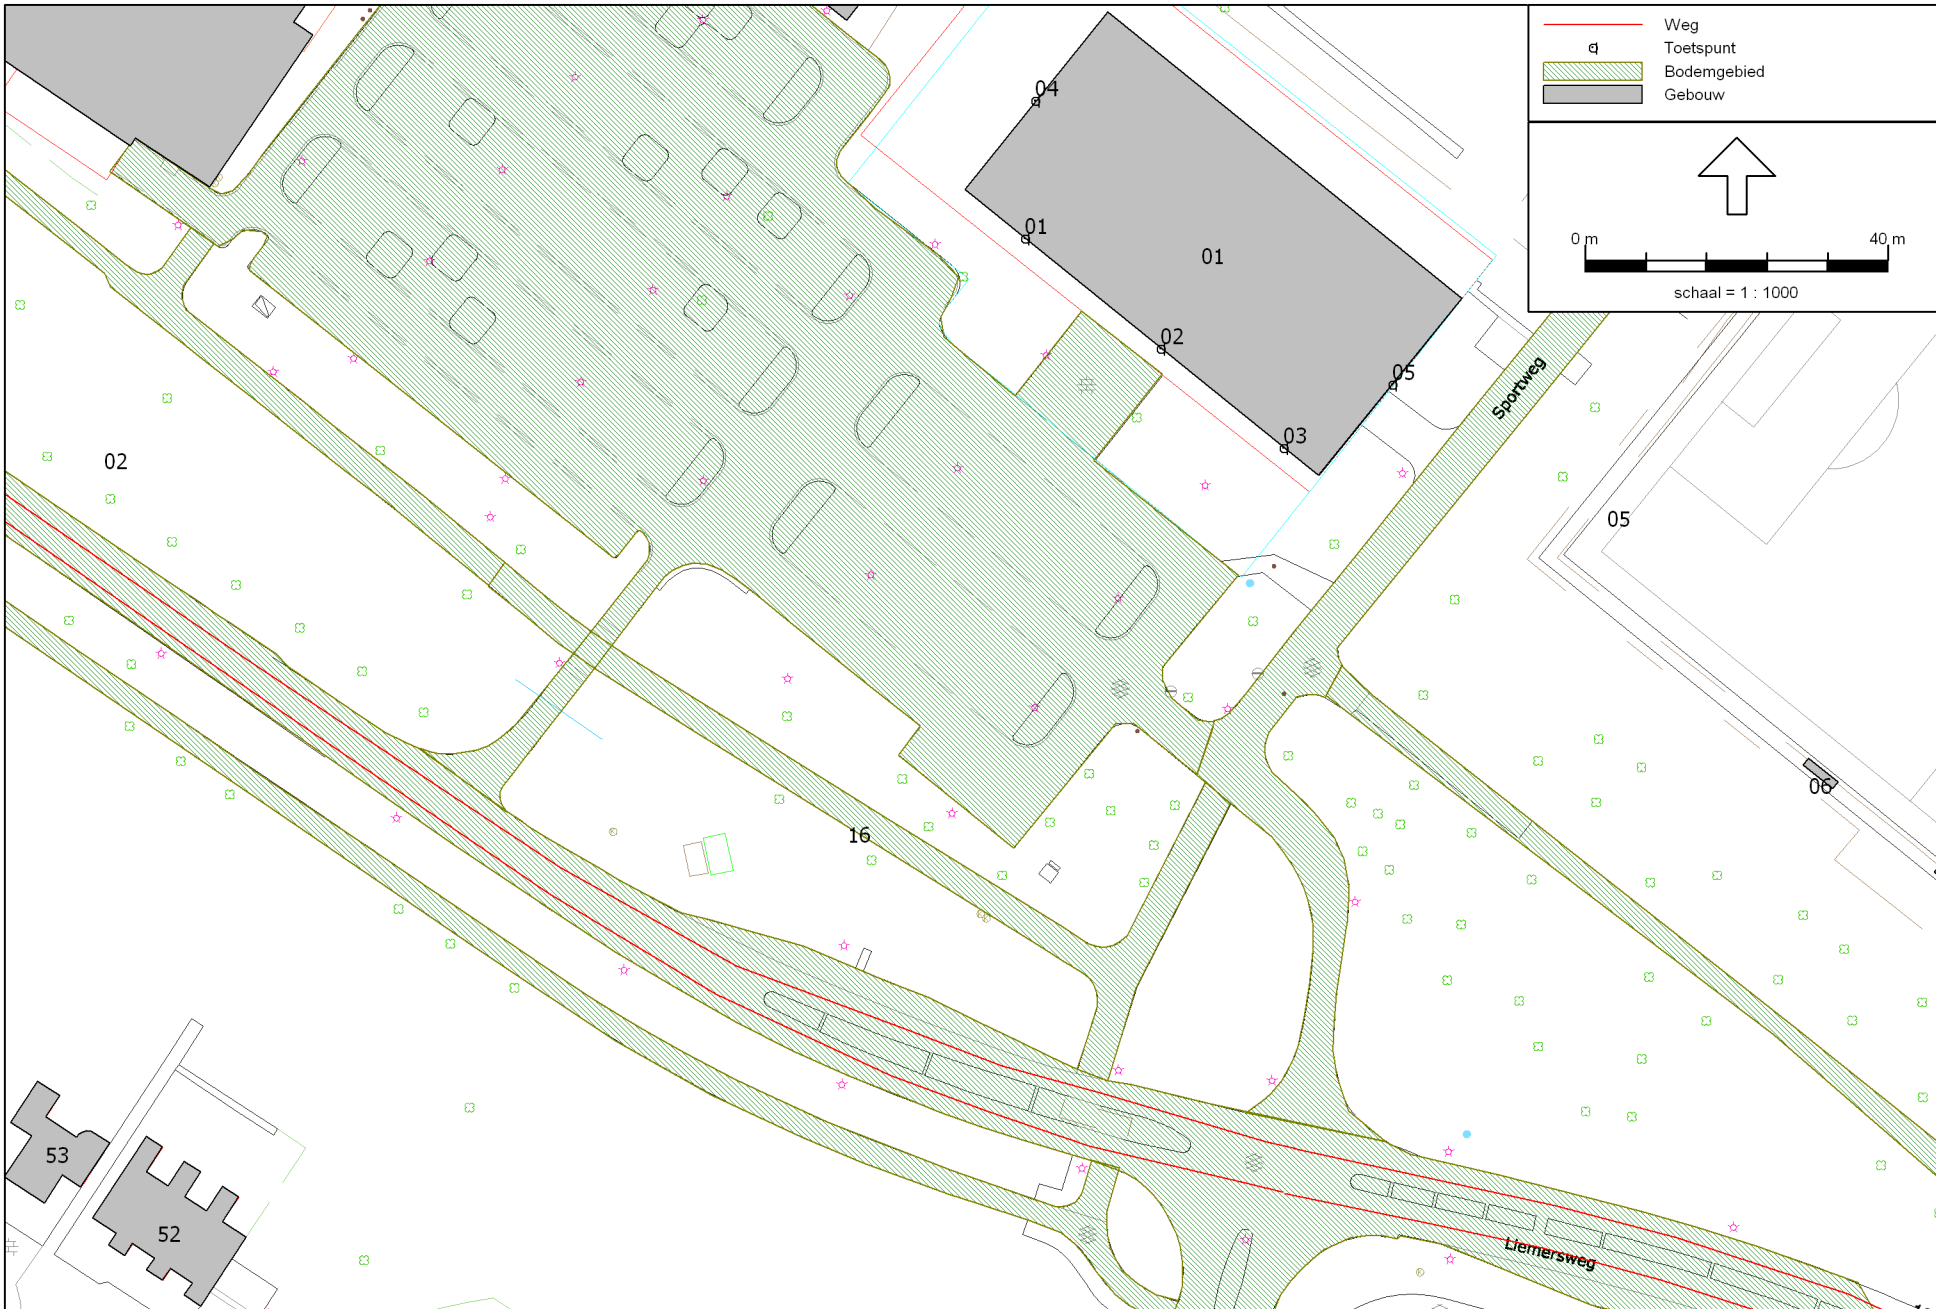 Weg
Toetspunt
Bodemgebied
Gebouw
0 m 40 m
schaal = 1 : 1000
04
01
01
02
05
03
Sportweg
02
05
06
16
53
52
Liemersweg